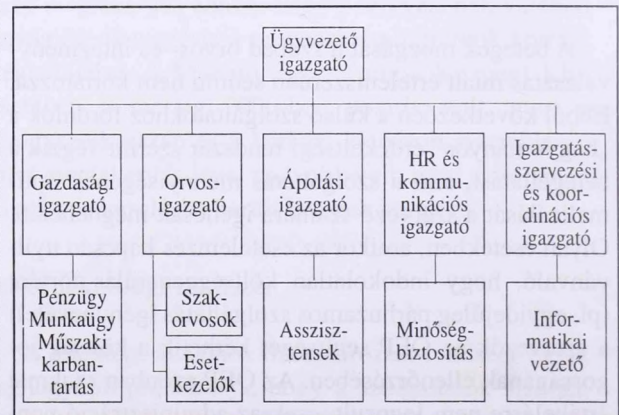 Ügyvezető
igazgató
Gazdasági
igazgató
Orvos-
igazgató
Ápolási
igazgató
HR és
kommu-
nikációs
igazgató
Igazgatás-
szervezési
és koor-
dinációs
igazgató
Pénzügy
Munkaügy
Műszaki
karban-
tartás
Szak-
orvosok
Eset-
kezelők
Assszisz-
tensek
Minőség-
biztosítás
Infor-
matikai
vezető